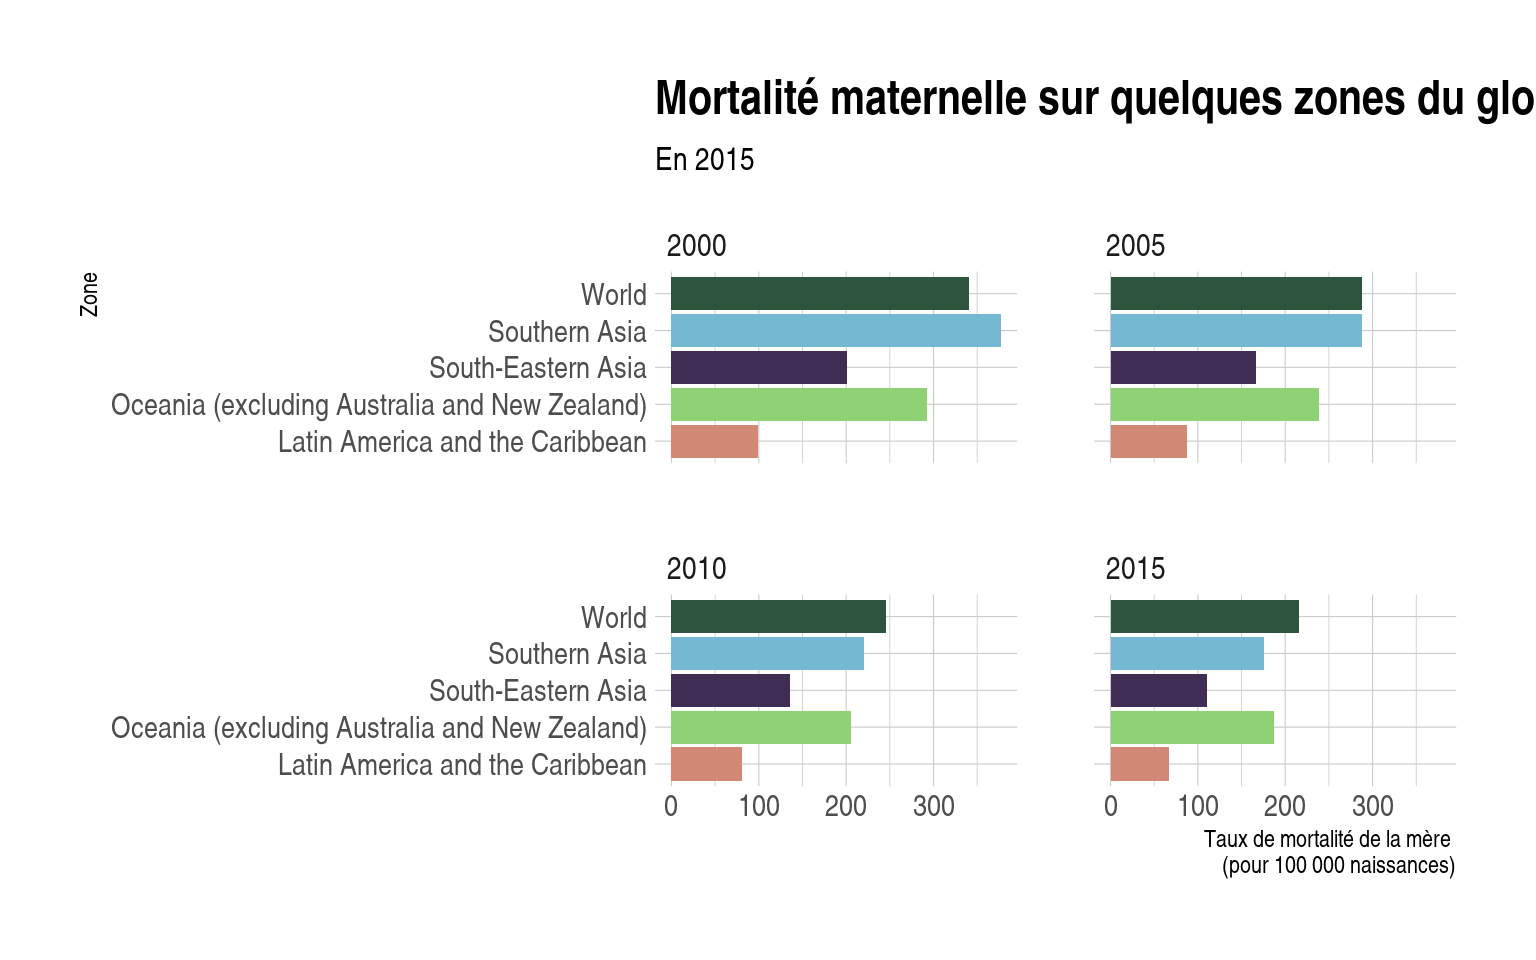 Mortalité maternelle sur quelques zones du glo
En 2015
Zone
2000
2005
World
Southern Asia
South-Eastern Asia
Oceania (excluding Australia and New Zealand)
Latin America and the Caribbean
2010
2015
World
Southern Asia
South-Eastern Asia
Oceania (excluding Australia and New Zealand)
Latin America and the Caribbean
0 100 200 300
0 100 200 300
Taux de mortalité de la mère
(pour 100 000 naissances)